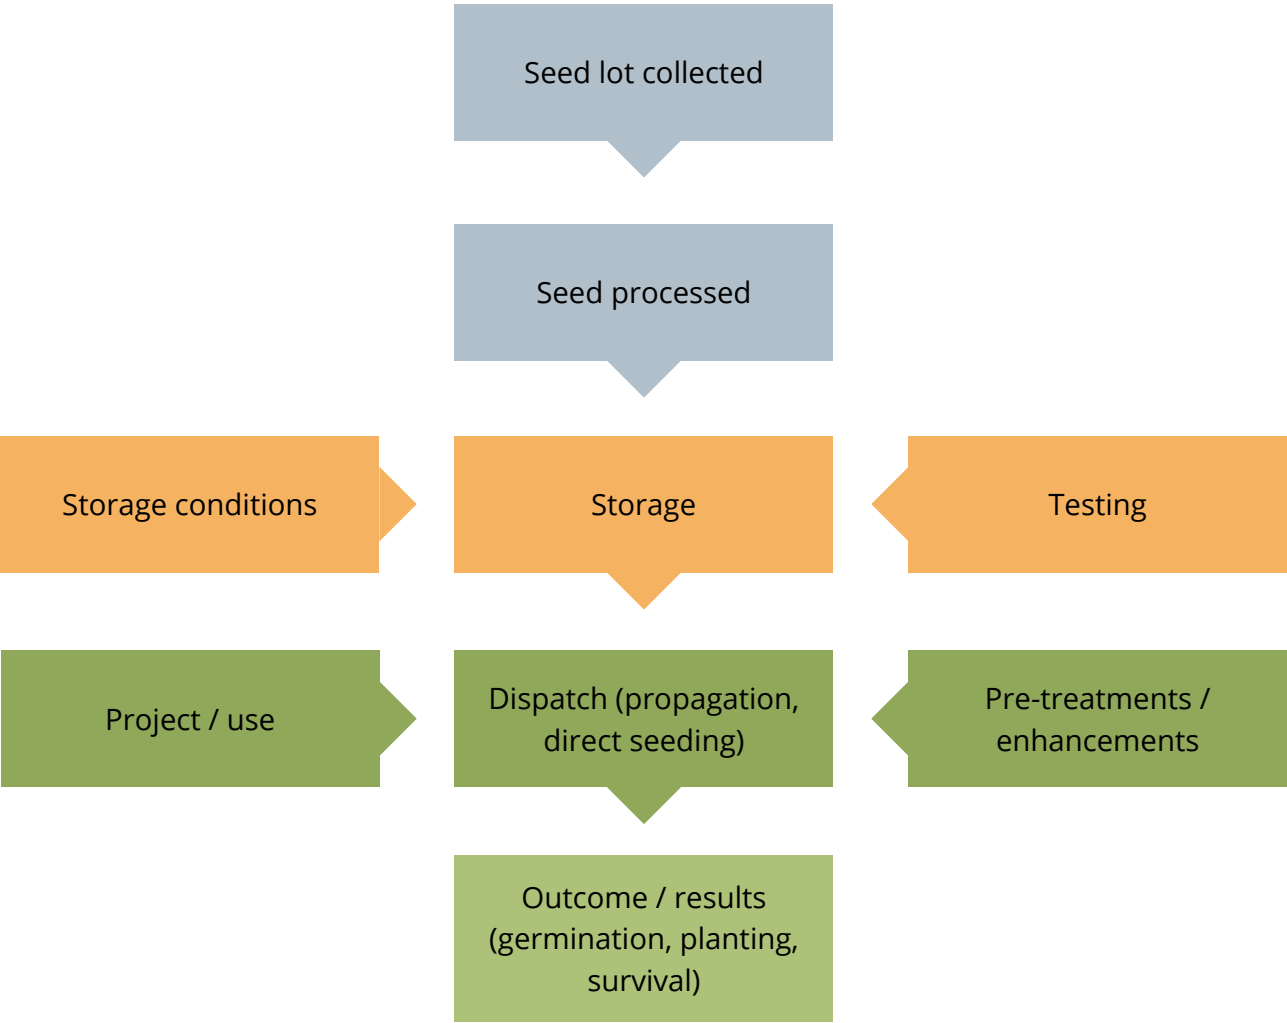 Seed lot collected
Seed processed
Storage conditions
Storage
Testing
Project / use
Dispatch (propagation,
direct seeding)
Pre-treatments /
enhancements
Outcome / results
(germination, planting,
survival)